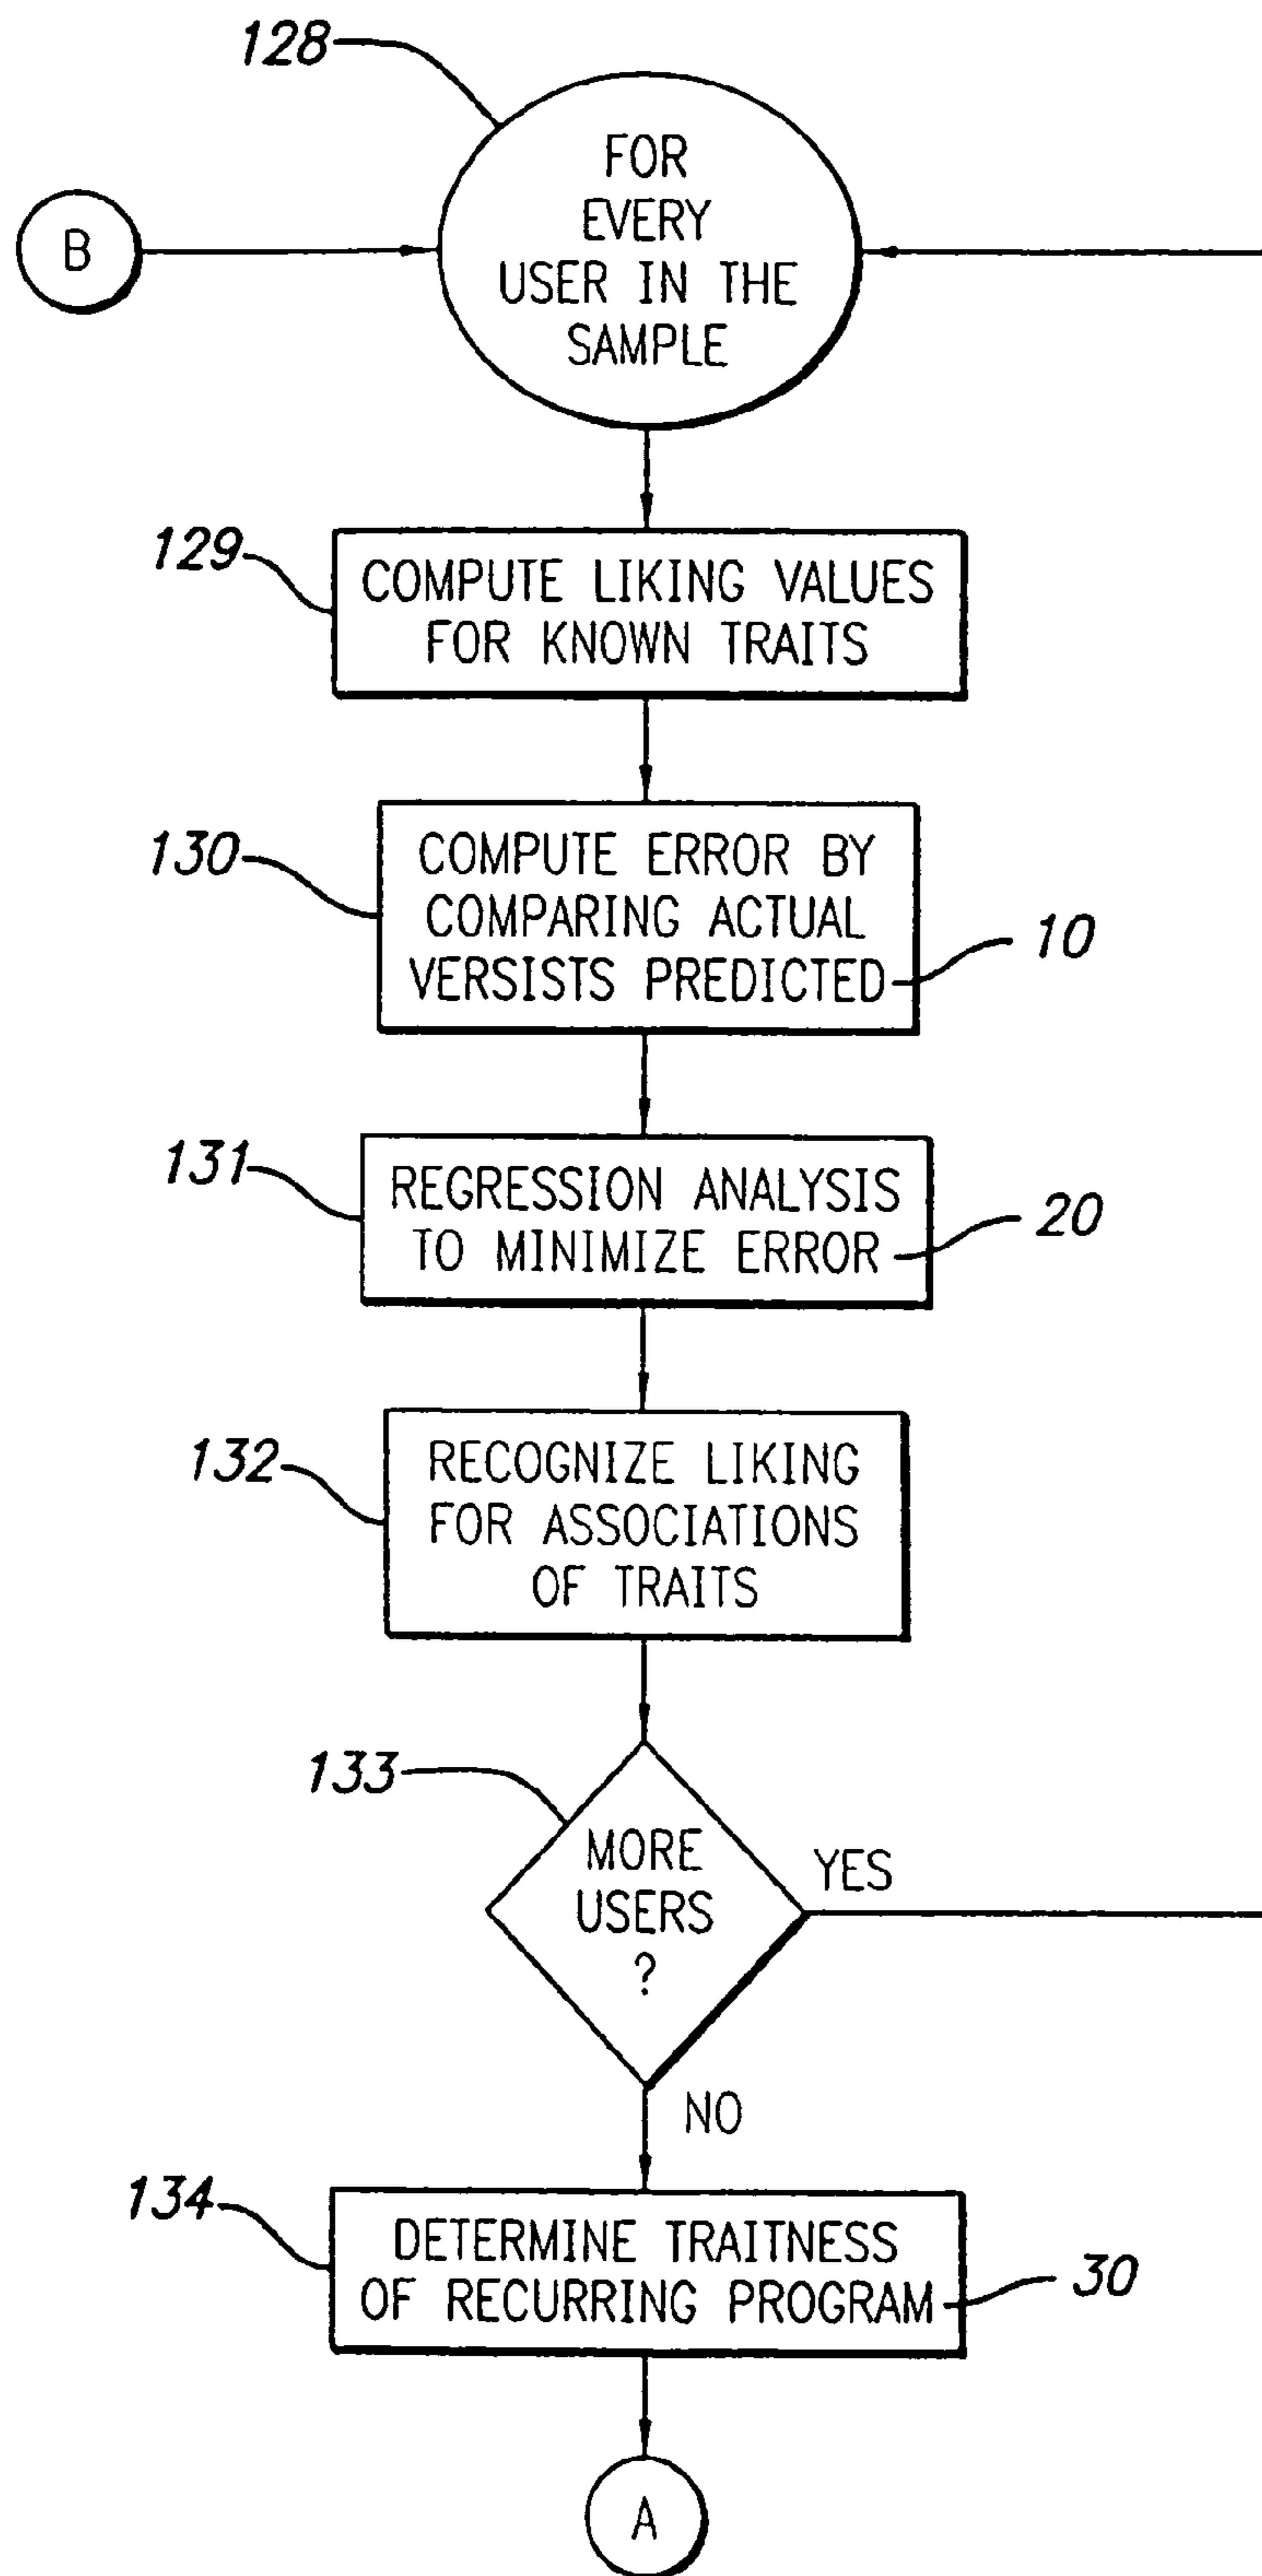 128
FOR
EVERY
USER IN THE
SAMPLE
B
129
COMPUTE LIKING VALUES
FOR KNOWN TRAITS
130
COMPUTE ERROR BY
COMPARING ACTUAL
VERSISTS PREDICTED
10
131
REGRESSION ANALYSIS
TO MINIMIZE ERROR
20
132
RECOGNIZE LIKING
FOR ASSOCIATIONS
OF TRAITS
133
MORE
USERS
?
YES
NO
134
DETERMINE TRAITNESS
OF RECURRING PROGRAM
30
A